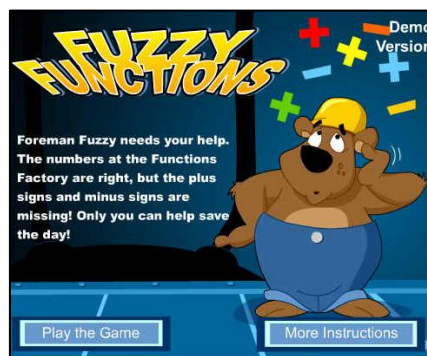 FUZZY
FUNCTIONS
Demo
Version
Foreman Fuzzy needs your help.
The numbers at the Functions
Factory are right, but the plus
signs and minus signs are
missing! Only you can help save
the day!
Play the Game
More Instructions